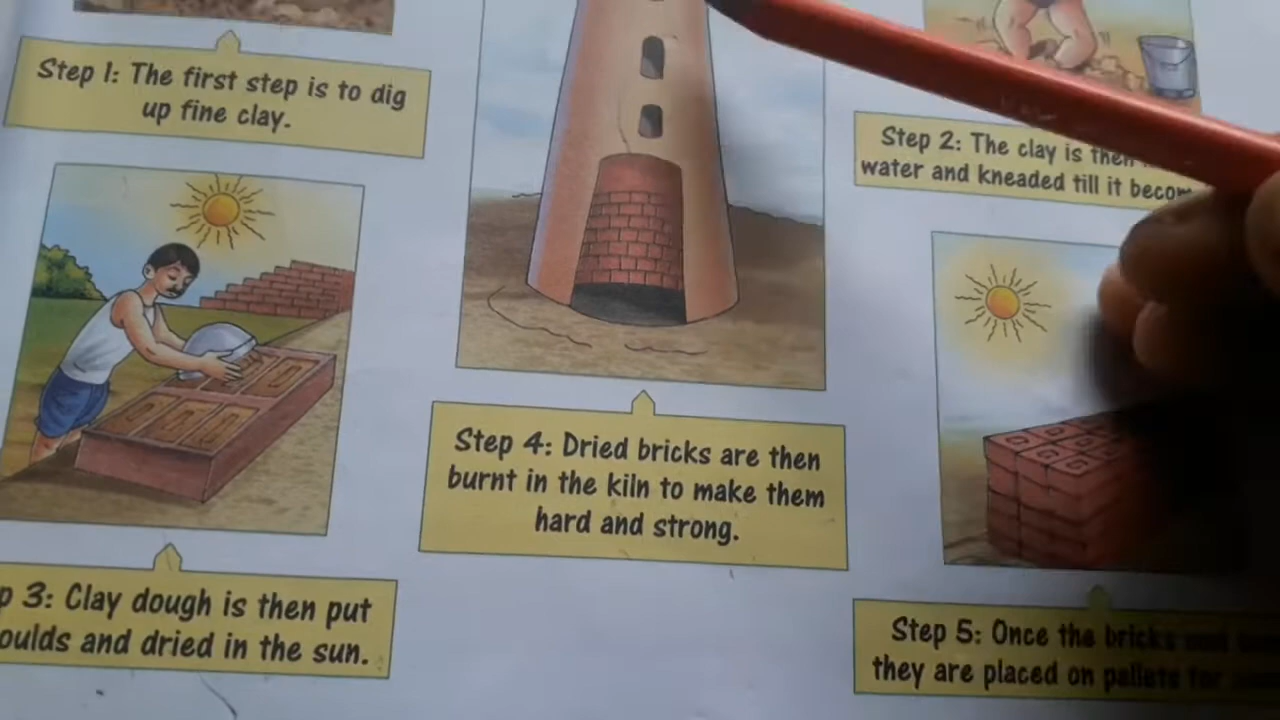 Step 1: The first step is to dig
up fine clay.
Step 2: The clay is then
water and kneaded till it
3: Clay dough is then put
and dried in the sun.
Step 4: Dried bricks are then
burnt in the kiln to make them
hard and strong.
Step 5: Once the bricks
they are placed on pallets for